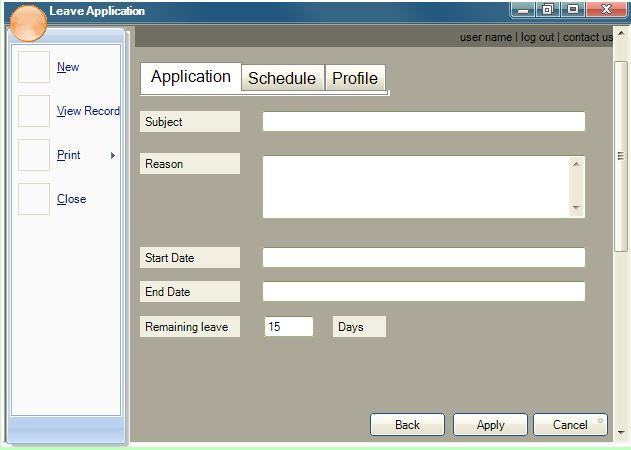 Leave Application
user name | log out | contact us
New
View Record
Print
Close
Application Schedule Profile
Subject
Reason
Start Date
End Date
Remaining leave 15 Days
Back Apply Cancel